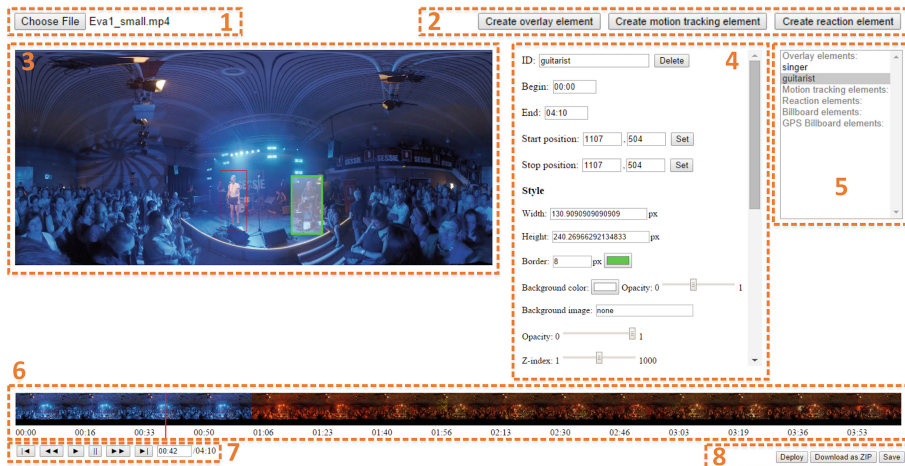 Choose File Eva1_small.mp4 1
2 Create overlay element Create motion tracking element Create reaction element
3
SESSIE
4
ID: guitarist Delete
Begin: 00:00
End: 04:10
Start position: 1107 , 504 Set
Stop position: 1107 , 504 Set
Style
Width: 130.9090909090909 px
Height: 240.26966292134833 px
Border: 8 px
Background color: Opacity: 0 1
Background image: none
Opacity: 0 1
Z-index: 1 1000
Overlay elements:
singer
guitarist
Motion tracking elements:
Reaction elements:
Billboard elements:
GPS Billboard elements:
5
6
00:00 00:16 00:33 00:50 01:06 01:23 01:40 01:56 02:13 02:30 02:46 03:03 03:19 03:36 03:53
|◄ ◄◄ ► || ►► ►| 00:42 /04:10 7
8 Deploy Download as ZIP Save